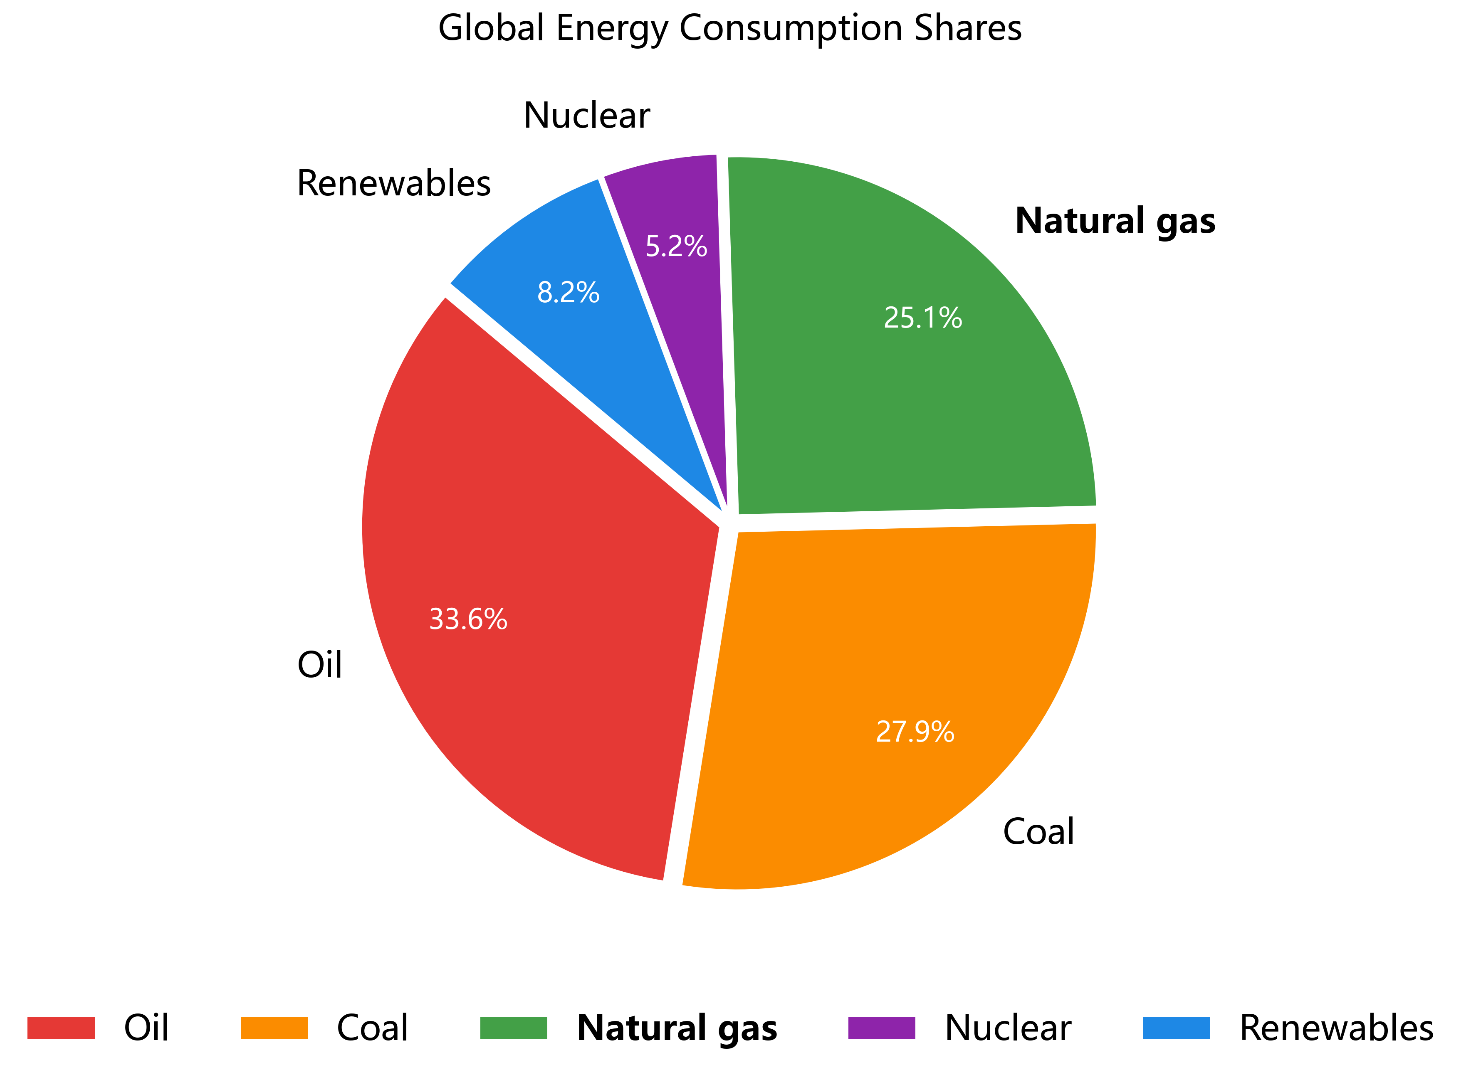 Global Energy Consumption Shares
Nuclear
Renewables
Natural gas
5.2%
8.2%
25.1%
33.6%
Oil
27.9%
Coal
Oil
Coal
Natural gas
Nuclear
Renewables